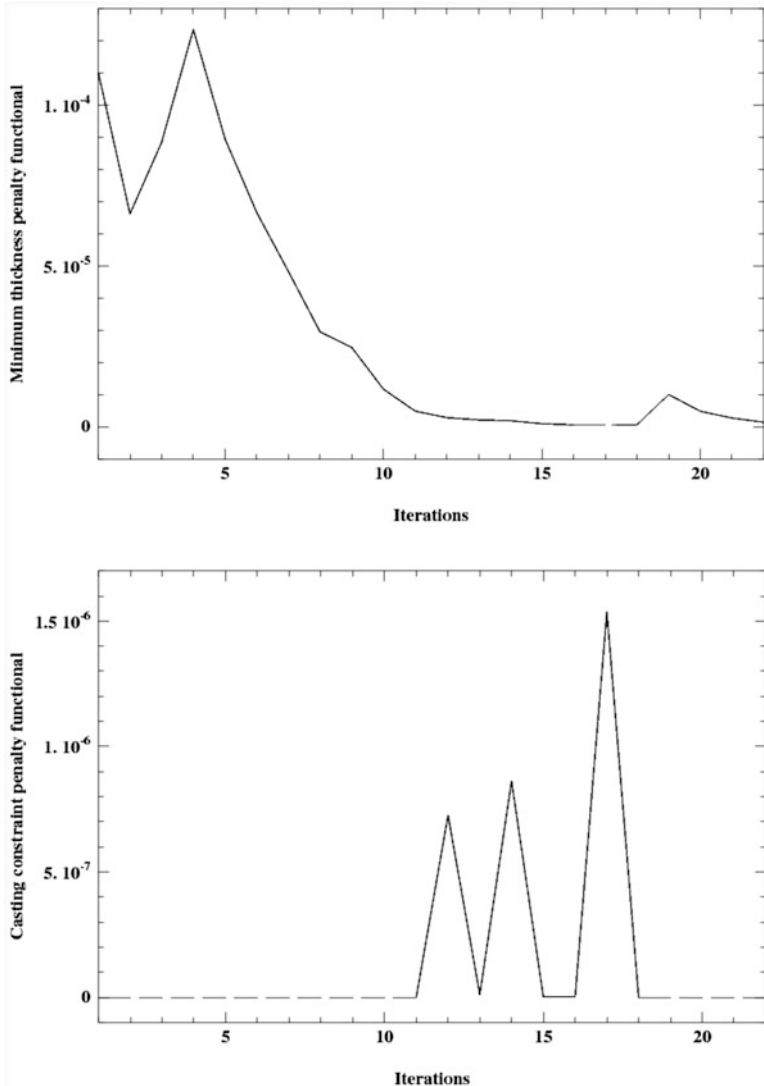 Minimum thickness penalty functional
1. 10⁻⁴
5. 10⁻⁵
0
5 10 15 20
Iterations
Casting constraint penalty functional
1.5 10⁻⁶
1. 10⁻⁶
5. 10⁻⁷
0
5 10 15 20
Iterations